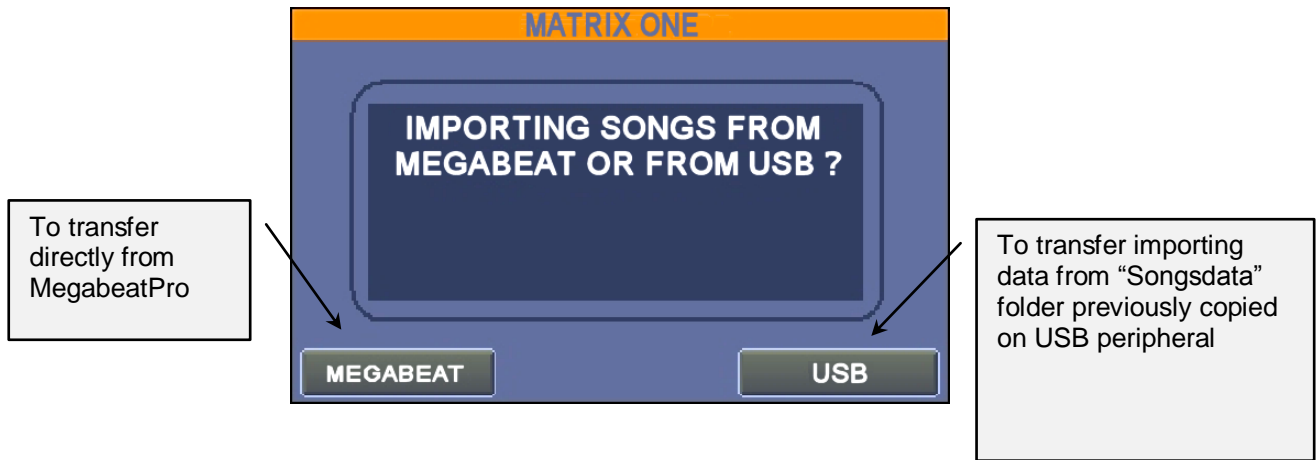 MATRIX ONE
IMPORTING SONGS FROM
MEGABEAT OR FROM USB ?
To transfer
directly from
MegabeatPro
To transfer importing
data from “Songsdata”
folder previously copied
on USB peripheral
MEGABEAT
USB